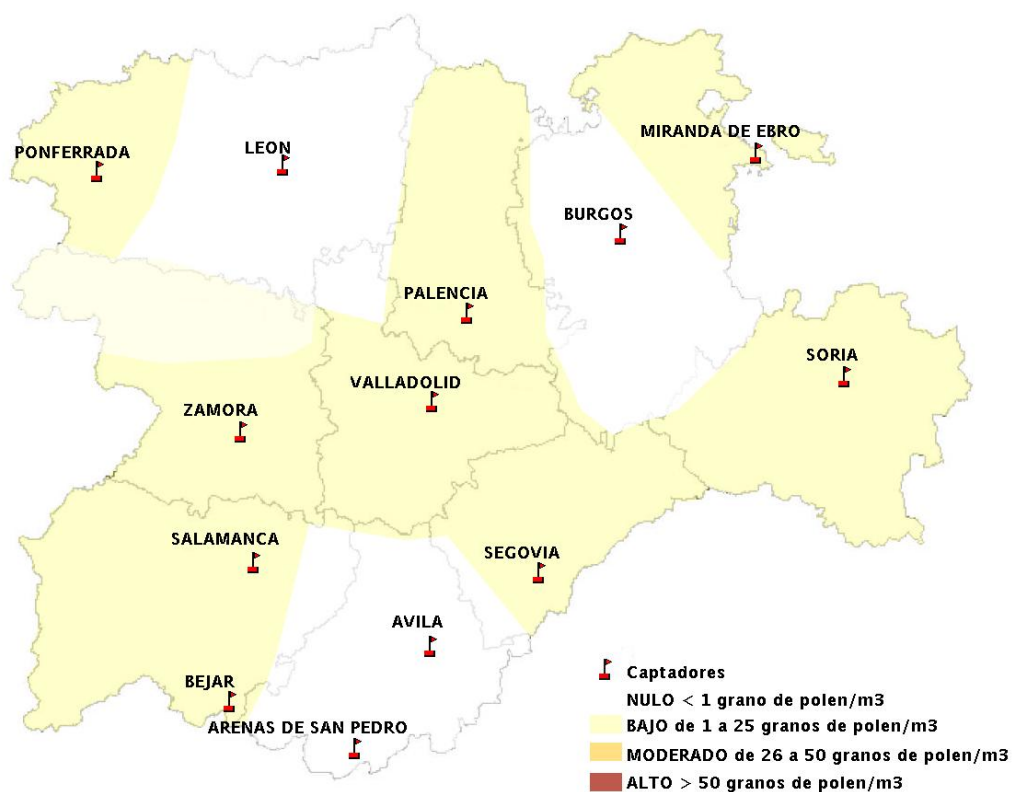 MIRANDA DE EBRO
PONFERRADA
LEON
BURGOS
PALENCIA
SORIA
VALLADOLID
ZAMORA
SALAMANCA
SEGOVIA
AVILA
BEJAR
ARENAS DE SAN PEDRO
Captadores
NULO < 1 grano de polen/m3
BAJO de 1 a 25 granos de polen/m3
MODERADO de 26 a 50 granos de polen/m3
ALTO > 50 granos de polen/m3